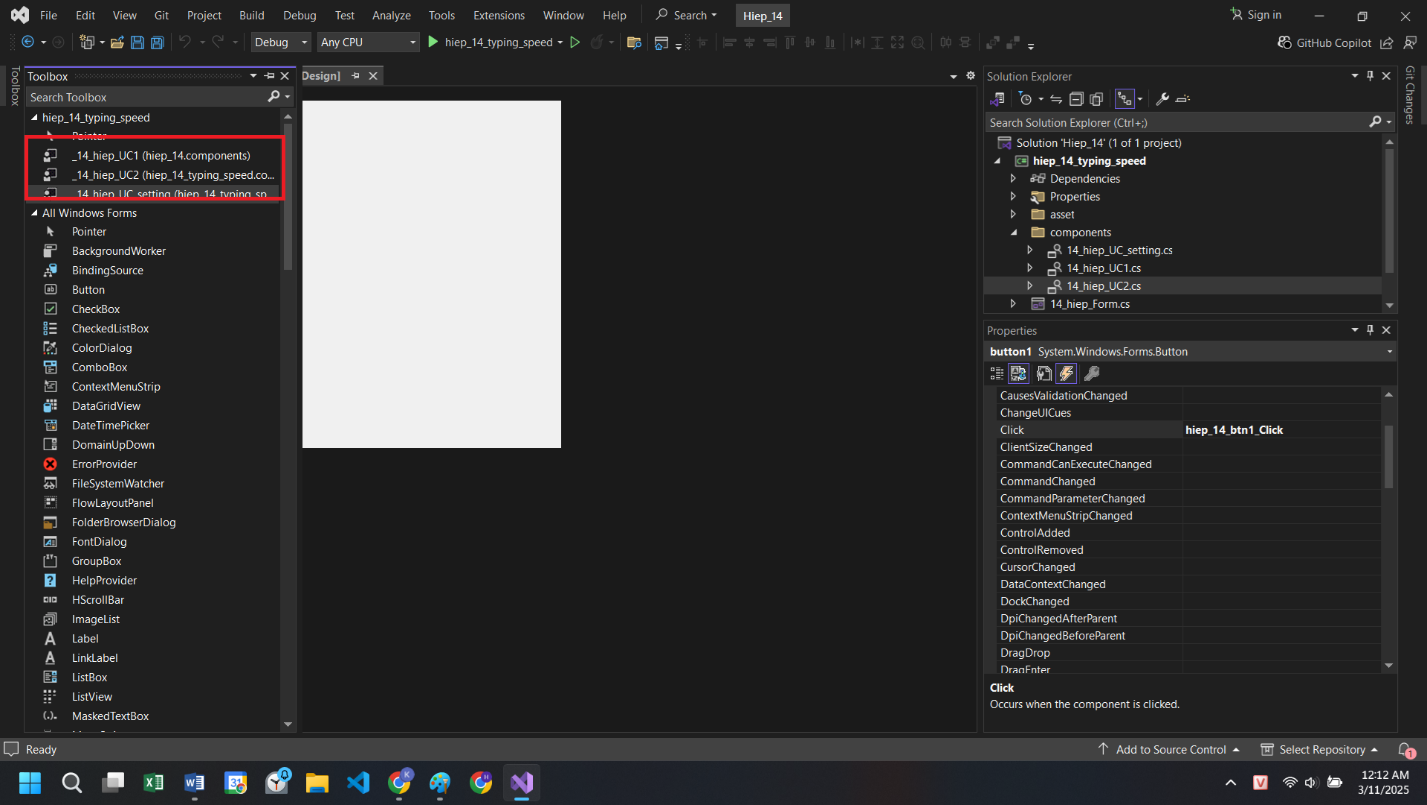 File Edit View Git Project Build Debug Test Analyze Tools Extensions Window Help Search Hiep_14 Sign in
Debug Any CPU hiep_14_typing_speed GitHub Copilot
Toolbox
Toolbox
Search Toolbox
hiep_14_typing_speed
Pointer
_14_hiep_UC1 (hiep_14.components)
_14_hiep_UC2 (hiep_14_typing_speed.co...
_14_hiep_UC_setting (hiep_14_typing_sp...
All Windows Forms
Pointer
BackgroundWorker
BindingSource
Button
CheckBox
CheckedListBox
ColorDialog
ComboBox
ContextMenuStrip
DataGridView
DateTimePicker
DomainUpDown
ErrorProvider
FileSystemWatcher
FlowLayoutPanel
FolderBrowserDialog
FontDialog
GroupBox
HelpProvider
HScrollBar
ImageList
Label
LinkLabel
ListBox
ListView
MaskedTextBox
Design]
Solution Explorer
Search Solution Explorer (Ctrl+;)
Solution 'Hiep_14' (1 of 1 project)
hiep_14_typing_speed
Dependencies
Properties
asset
components
14_hiep_UC_setting.cs
14_hiep_UC1.cs
14_hiep_UC2.cs
14_hiep_Form.cs
Git Changes
Properties
button1 System.Windows.Forms.Button
CausesValidationChanged
ChangeUICues
Click hiep_14_btn1_Click
ClientSizeChanged
CommandCanExecuteChanged
CommandChanged
CommandParameterChanged
ContextMenuStripChanged
ControlAdded
ControlRemoved
CursorChanged
DataContextChanged
DockChanged
DpiChangedAfterParent
DpiChangedBeforeParent
DragDrop
DragEnter
Click
Occurs when the component is clicked.
Ready Add to Source Control Select Repository 1
12:12 AM
3/11/2025